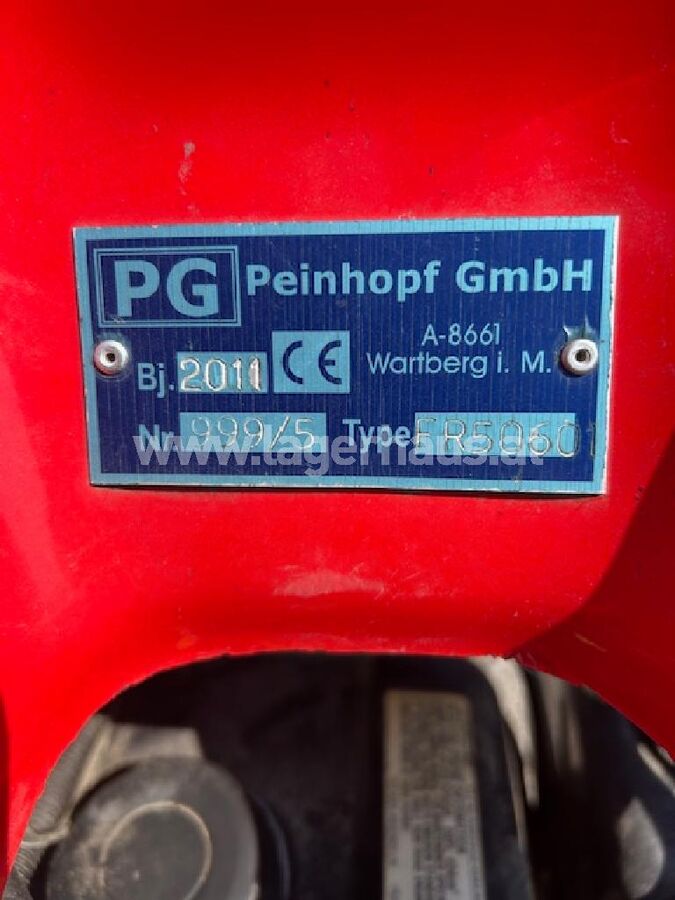 PG Peinhopf GmbH
A-8661
Bj. 2011 CE Wartberg i. M.
Nr. 999/5 Type: FR50601
www.lagerhaus.at